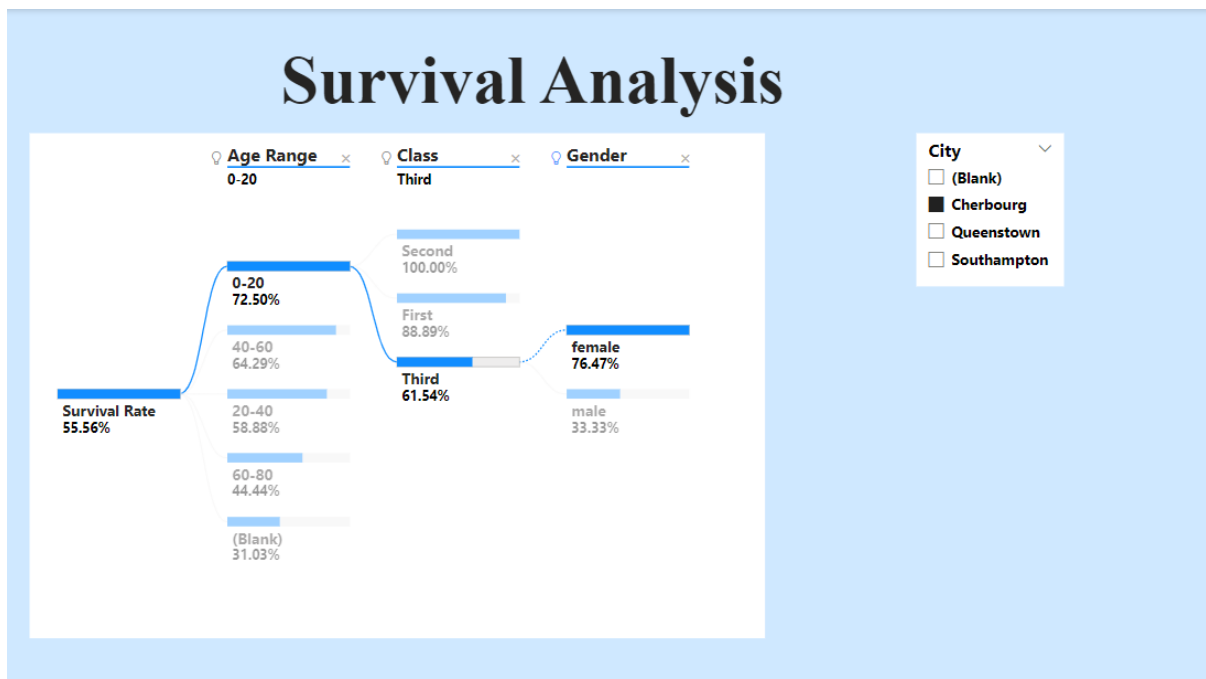 Survival Analysis
Age Range
0-20
Class
Third
Gender
Survival Rate
55.56%
0-20
72.50%
40-60
64.29%
20-40
58.88%
60-80
44.44%
(Blank)
31.03%
Second
100.00%
First
88.89%
Third
61.54%
female
76.47%
male
33.33%
City
(Blank)
Cherbourg
Queenstown
Southampton